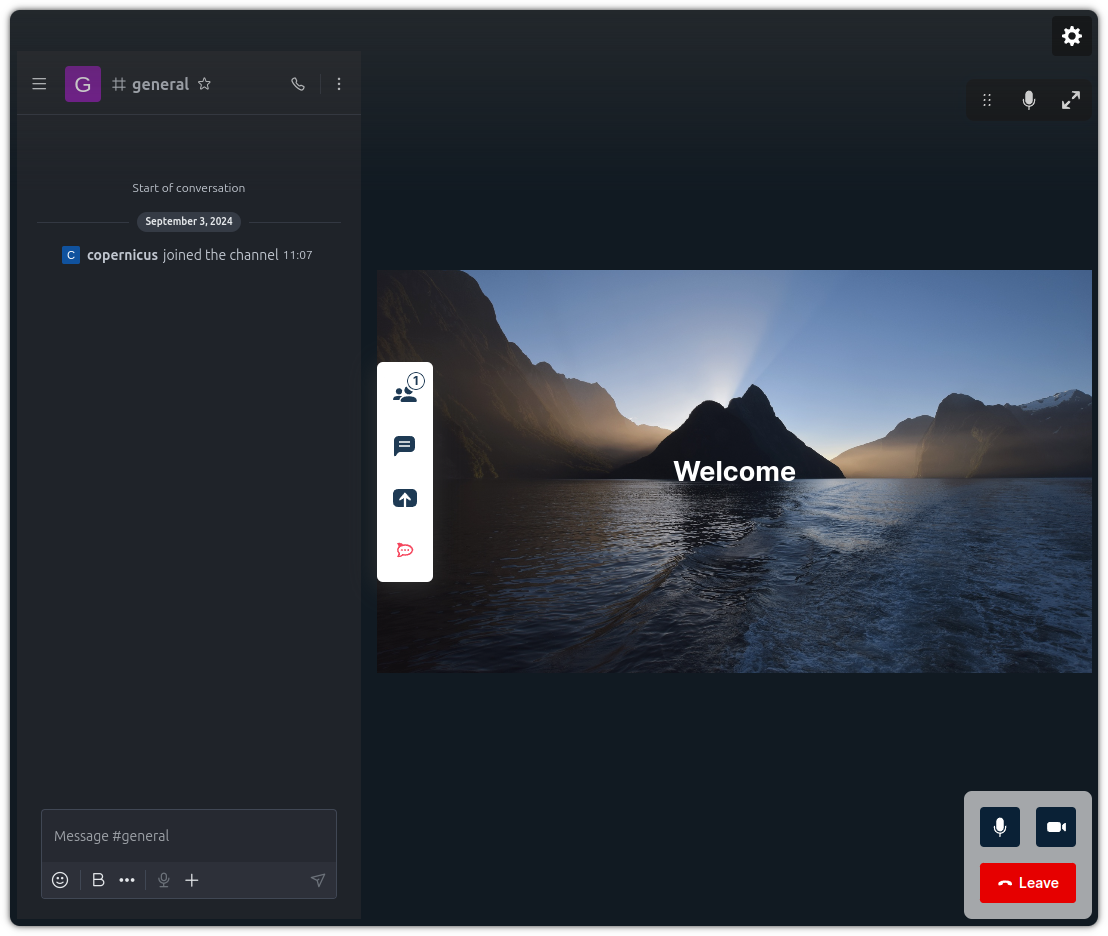 G
general
Start of conversation
September 3, 2024
C copernicus joined the channel 11:07
1
Welcome
Message #general
B
Leave